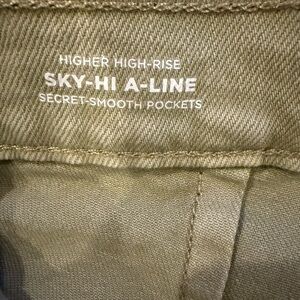 HIGHER HIGH-RISE
SKY-HI A-LINE
SECRET-SMOOTH POCKETS